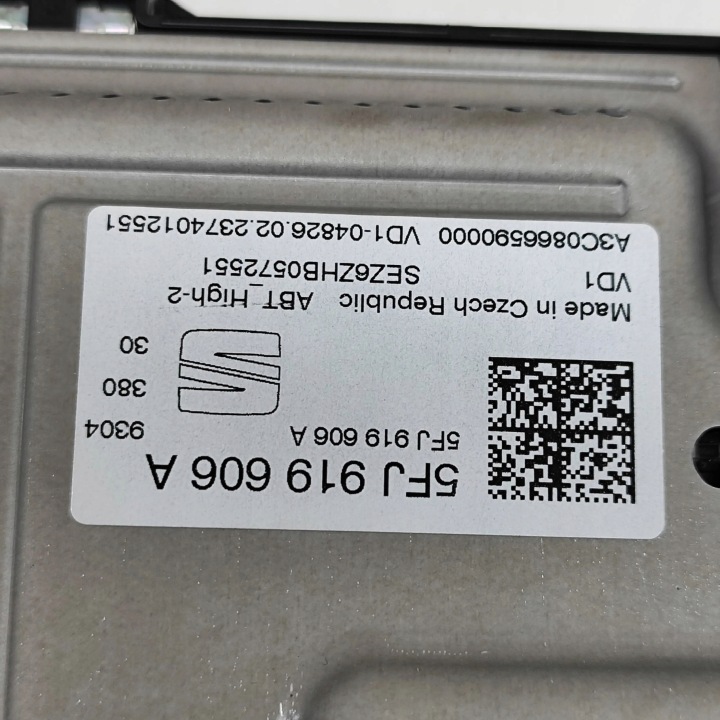 5FJ 919 606 A
5FJ 919 606 A
9304
380
30
Made in Czech Republic ABT_High-2
VD1 SEZ6ZHB0572551
A3C0866590000 VD1-04826.02.2374012551